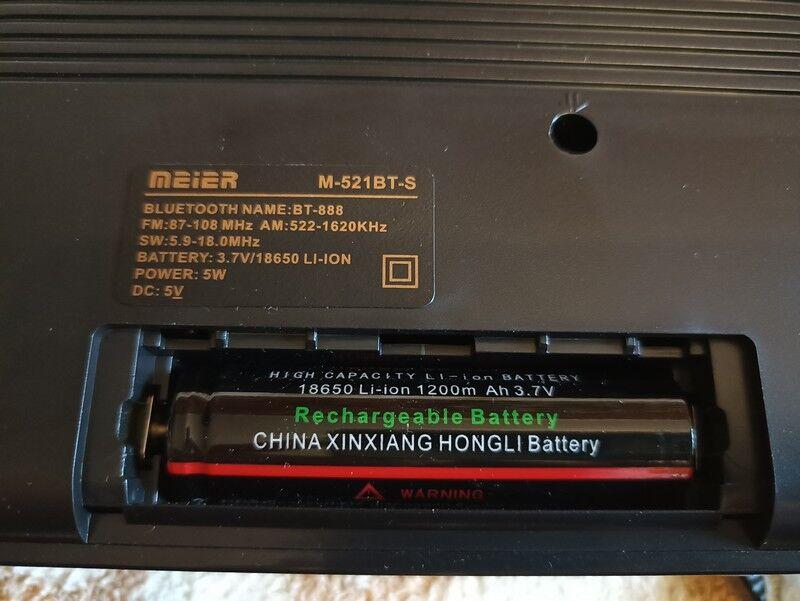 MEIER M-521BT-S
BLUETOOTH NAME:BT-888
FM:87-108 MHz AM:522-1620KHz
SW:5.9-18.0MHz
BATTERY: 3.7V/18650 LI-ION
POWER: 5W
DC: 5V
HIGH CAPACITY Li-ion BATTERY
18650 Li-ion 1200m Ah 3.7V
Rechargeable Battery
CHINA XINXIANG HONGLI Battery
WARNING